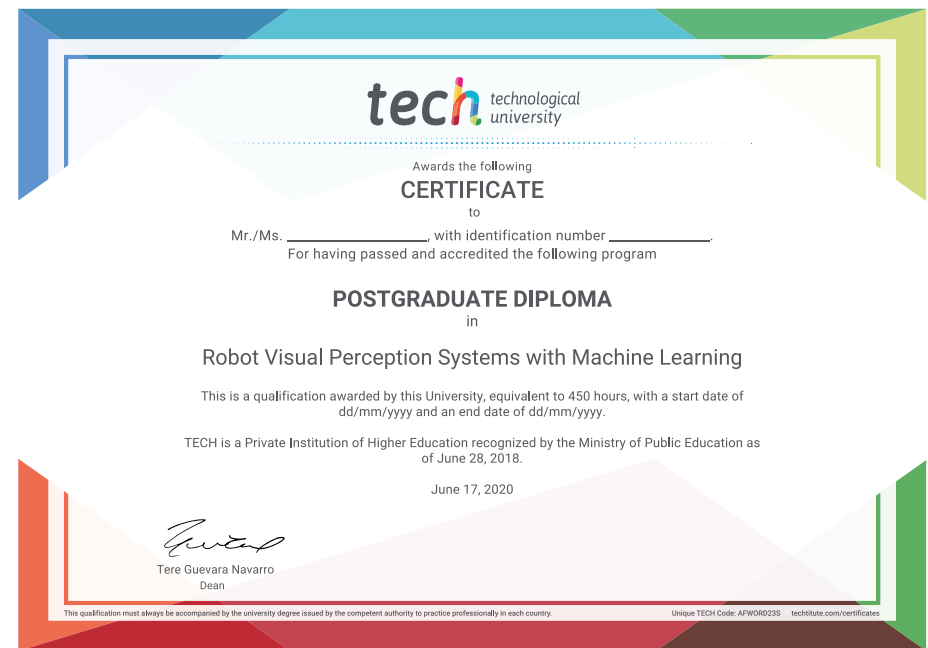 tech technological
university
Awards the following
CERTIFICATE
to
Mr./Ms. ____________, with identification number ____________.
For having passed and accredited the following program
POSTGRADUATE DIPLOMA
in
Robot Visual Perception Systems with Machine Learning
This is a qualification awarded by this University, equivalent to 450 hours, with a start date of
dd/mm/yyyy and an end date of dd/mm/yyyy.
TECH is a Private Institution of Higher Education recognized by the Ministry of Public Education as
of June 28, 2018.
June 17, 2020
Tere Guevara Navarro
Dean
This qualification must always be accompanied by the university degree issued by the competent authority to practice professionally in each country. Unique TECH Code: AFWORD23S techtitute.com/certificates